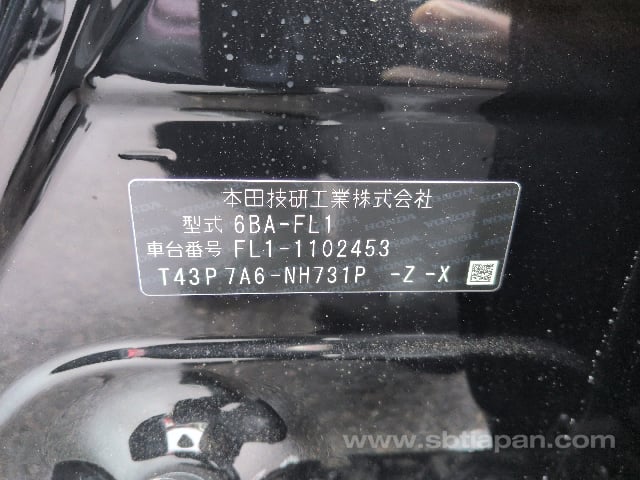 本田技研工業株式会社
型式 6BA-FL1
車台番号 FL1-1102453
T43P 7A6-NH731P -Z -X
www.sbtjapan.com